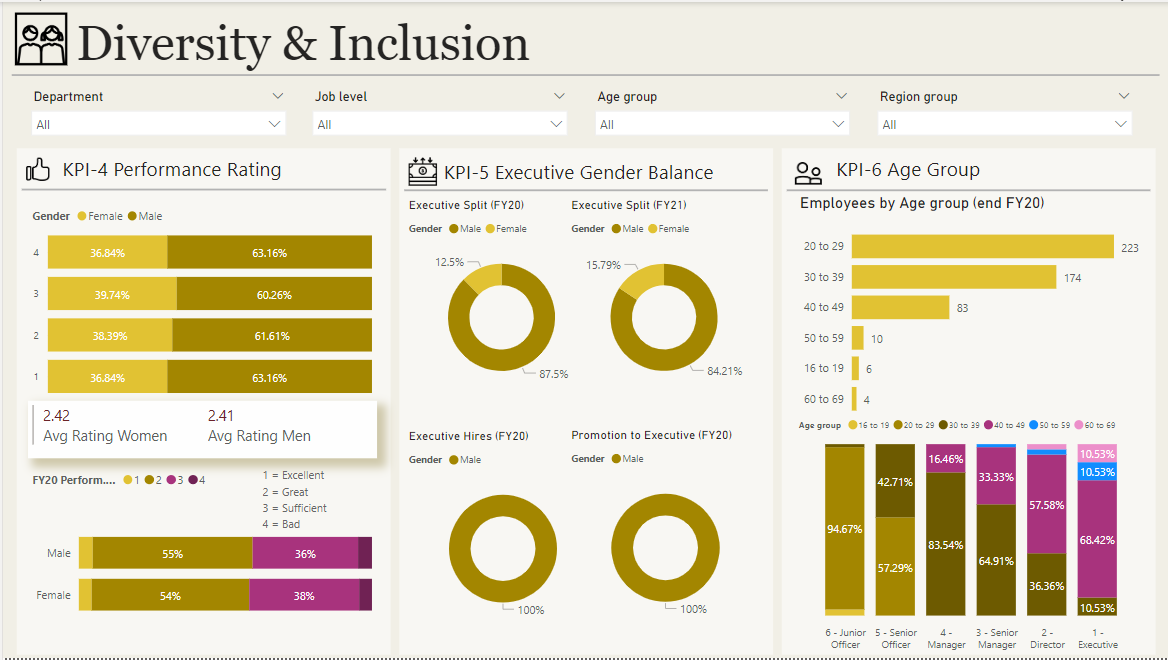 Diversity & Inclusion
Department
Job level
Age group
Region group
All
All
All
All
KPI-4 Performance Rating
Gender Female Male
4 36.84% 63.16%
3 39.74% 60.26%
2 38.39% 61.61%
1 36.84% 63.16%
2.42
Avg Rating Women
2.41
Avg Rating Men
FY20 Perform.... 1 2 3 4
1 = Excellent
2 = Great
3 = Sufficient
4 = Bad
Male 55% 36%
Female 54% 38%
KPI-5 Executive Gender Balance
Executive Split (FY20)
Gender Male Female
12.5%
87.5%
Executive Split (FY21)
Gender Male Female
15.79%
84.21%
Executive Hires (FY20)
Gender Male
100%
Promotion to Executive (FY20)
Gender Male
100%
KPI-6 Age Group
Employees by Age group (end FY20)
20 to 29 223
30 to 39 174
40 to 49 83
50 to 59 10
16 to 19 6
60 to 69 4
Age group 16 to 19 20 to 29 30 to 39 40 to 49 50 to 59 60 to 69
94.67%
6 - Junior
Officer
42.71%
57.29%
5 - Senior
Officer
16.46%
83.54%
4 -
Manager
33.33%
64.91%
3 - Senior
Manager
57.58%
36.36%
2 -
Director
10.53%
10.53%
68.42%
10.53%
1 -
Executive